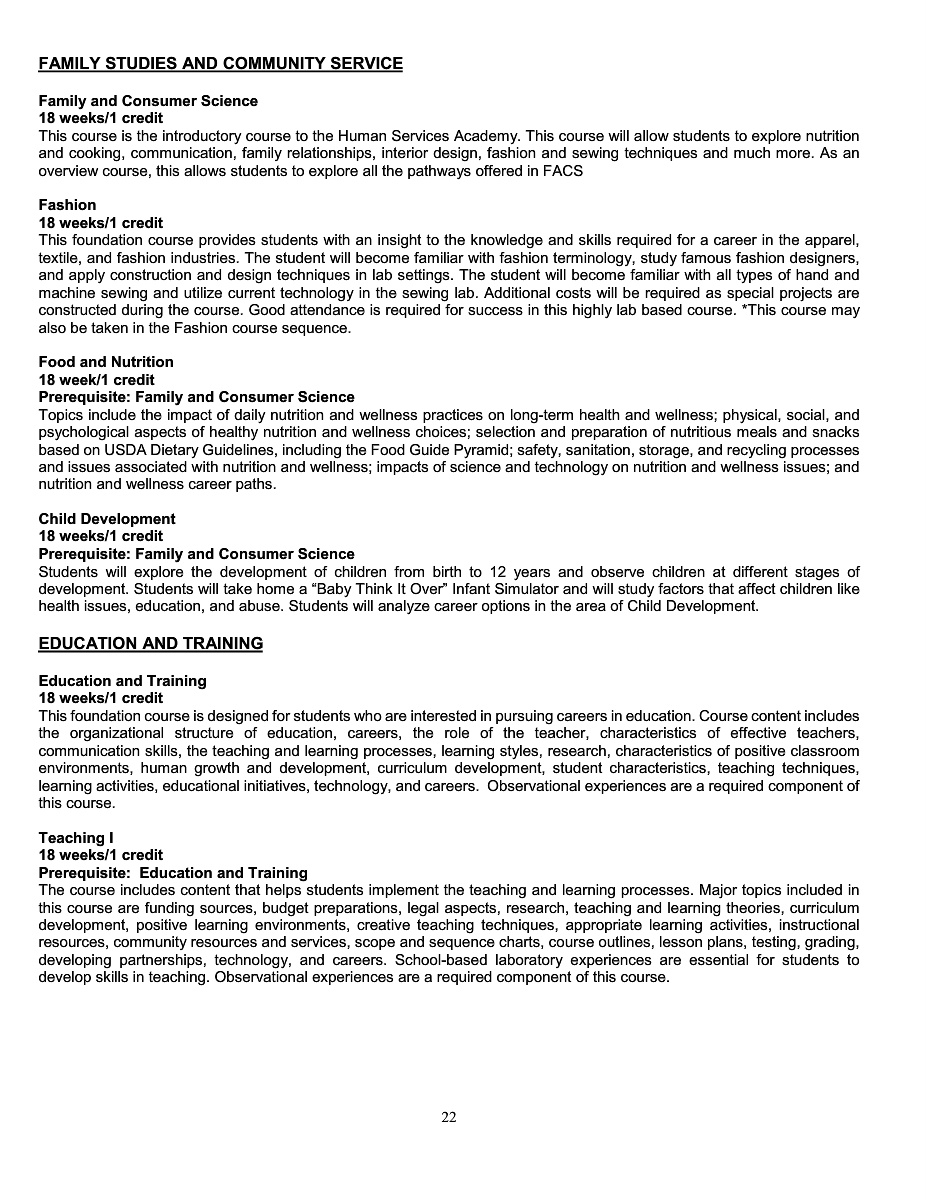 FAMILY STUDIES AND COMMUNITY SERVICE
Family and Consumer Science
18 weeks/1 credit
This course is the introductory course to the Human Services Academy. This course will allow students to explore nutrition
and cooking, communication, family relationships, interior design, fashion and sewing techniques and much more. As an
overview course, this allows students to explore all the pathways offered in FACS
Fashion
18 weeks/1 credit
This foundation course provides students with an insight to the knowledge and skills required for a career in the apparel,
textile, and fashion industries. The student will become familiar with fashion terminology, study famous fashion designers,
and apply construction and design techniques in lab settings. The student will become familiar with all types of hand and
machine sewing and utilize current technology in the sewing lab. Additional costs will be required as special projects are
constructed during the course. Good attendance is required for success in this highly lab based course. *This course may
also be taken in the Fashion course sequence.
Food and Nutrition
18 week/1 credit
Prerequisite: Family and Consumer Science
Topics include the impact of daily nutrition and wellness practices on long-term health and wellness; physical, social, and
psychological aspects of healthy nutrition and wellness choices; selection and preparation of nutritious meals and snacks
based on USDA Dietary Guidelines, including the Food Guide Pyramid; safety, sanitation, storage, and recycling processes
and issues associated with nutrition and wellness; impacts of science and technology on nutrition and wellness issues; and
nutrition and wellness career paths.
Child Development
18 weeks/1 credit
Prerequisite: Family and Consumer Science
Students will explore the development of children from birth to 12 years and observe children at different stages of
development. Students will take home a “Baby Think It Over” Infant Simulator and will study factors that affect children like
health issues, education, and abuse. Students will analyze career options in the area of Child Development.
EDUCATION AND TRAINING
Education and Training
18 weeks/1 credit
This foundation course is designed for students who are interested in pursuing careers in education. Course content includes
the organizational structure of education, careers, the role of the teacher, characteristics of effective teachers,
communication skills, the teaching and learning processes, learning styles, research, characteristics of positive classroom
environments, human growth and development, curriculum development, student characteristics, teaching techniques,
learning activities, educational initiatives, technology, and careers.  Observational experiences are a required component of
this course.
Teaching I
18 weeks/1 credit
Prerequisite:  Education and Training
The course includes content that helps students implement the teaching and learning processes. Major topics included in
this course are funding sources, budget preparations, legal aspects, research, teaching and learning theories, curriculum
development, positive learning environments, creative teaching techniques, appropriate learning activities, instructional
resources, community resources and services, scope and sequence charts, course outlines, lesson plans, testing, grading,
developing partnerships, technology, and careers. School-based laboratory experiences are essential for students to
develop skills in teaching. Observational experiences are a required component of this course.
22